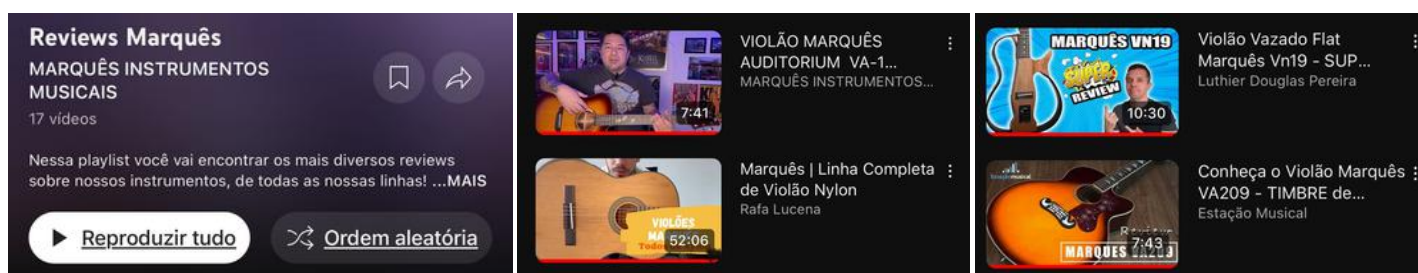 Reviews Marquês
MARQUÊS INSTRUMENTOS
MUSICAIS
17 vídeos
Nessa playlist você vai encontrar os mais diversos reviews
sobre nossos instrumentos, de todas as nossas linhas! ...MAIS
Reproduzir tudo
Ordem aleatória
7:41
VIOLÃO MARQUÊS
AUDITORIUM VA-1...
MARQUÊS INSTRUMENTOS...
VIOLÕES
52:06
Marquês | Linha Completa
de Violão Nylon
Rafa Lucena
MARQUÊS VN19
SUPER
REVIEW
10:30
Violão Vazado Flat
Marquês Vn19 - SUP...
Luthier Douglas Pereira
7:43
MARQUES VA209
Conheça o Violão Marquês
VA209 - TIMBRE de...
Estação Musical